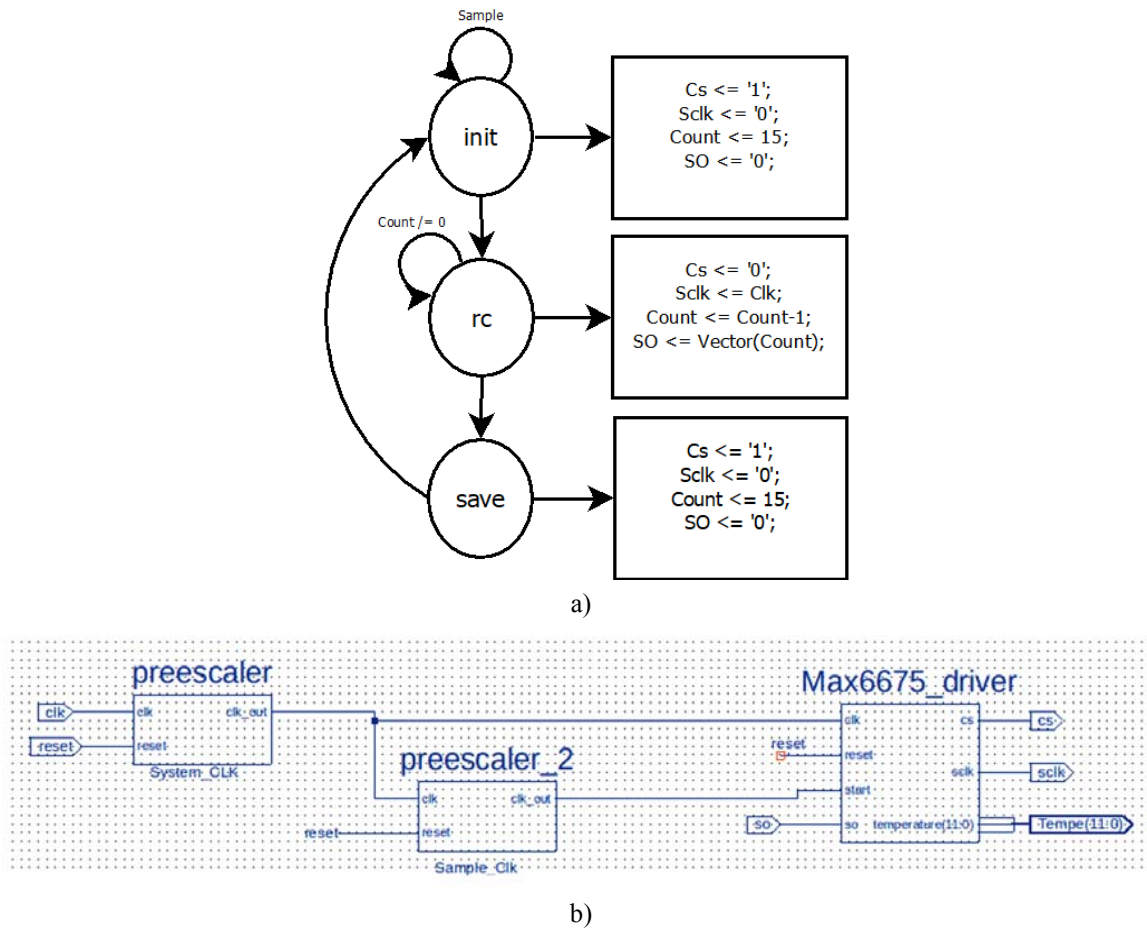 Sample
init
Cs <= '1';
Sclk <= '0';
Count <= 15;
SO <= '0';
Count /= 0
rc
Cs <= '0';
Sclk <= Clk;
Count <= Count-1;
SO <= Vector(Count);
save
Cs <= '1';
Sclk <= '0';
Count <= 15;
SO <= '0';
a)
preescaler
clk
clk
clk_out
reset
reset
System_CLK
preescaler_2
clk
clk_out
reset
reset
Sample_Clk
Max6675_driver
clk
cs
cs
reset
reset
sclk
sclk
start
so
so
temperature(11:0)
Tempe(11:0)
b)